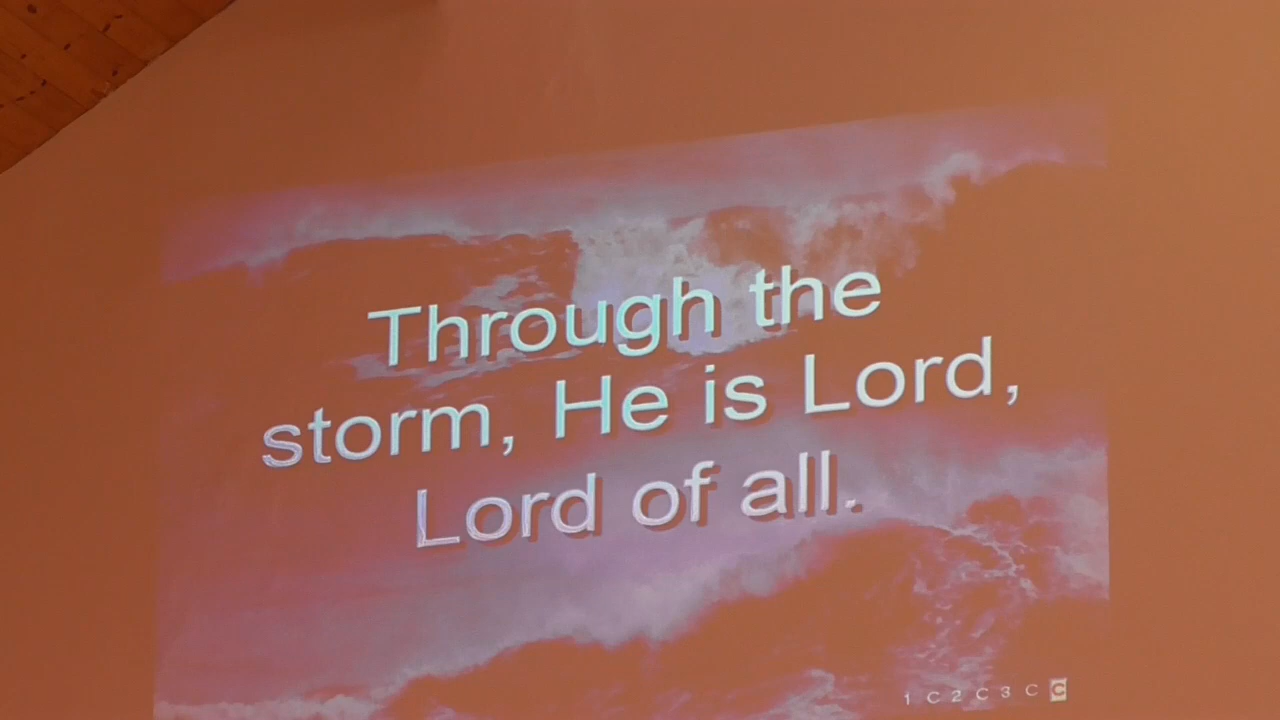 Through the
storm, He is Lord,
Lord of all.
1 C 2 C 3 C C